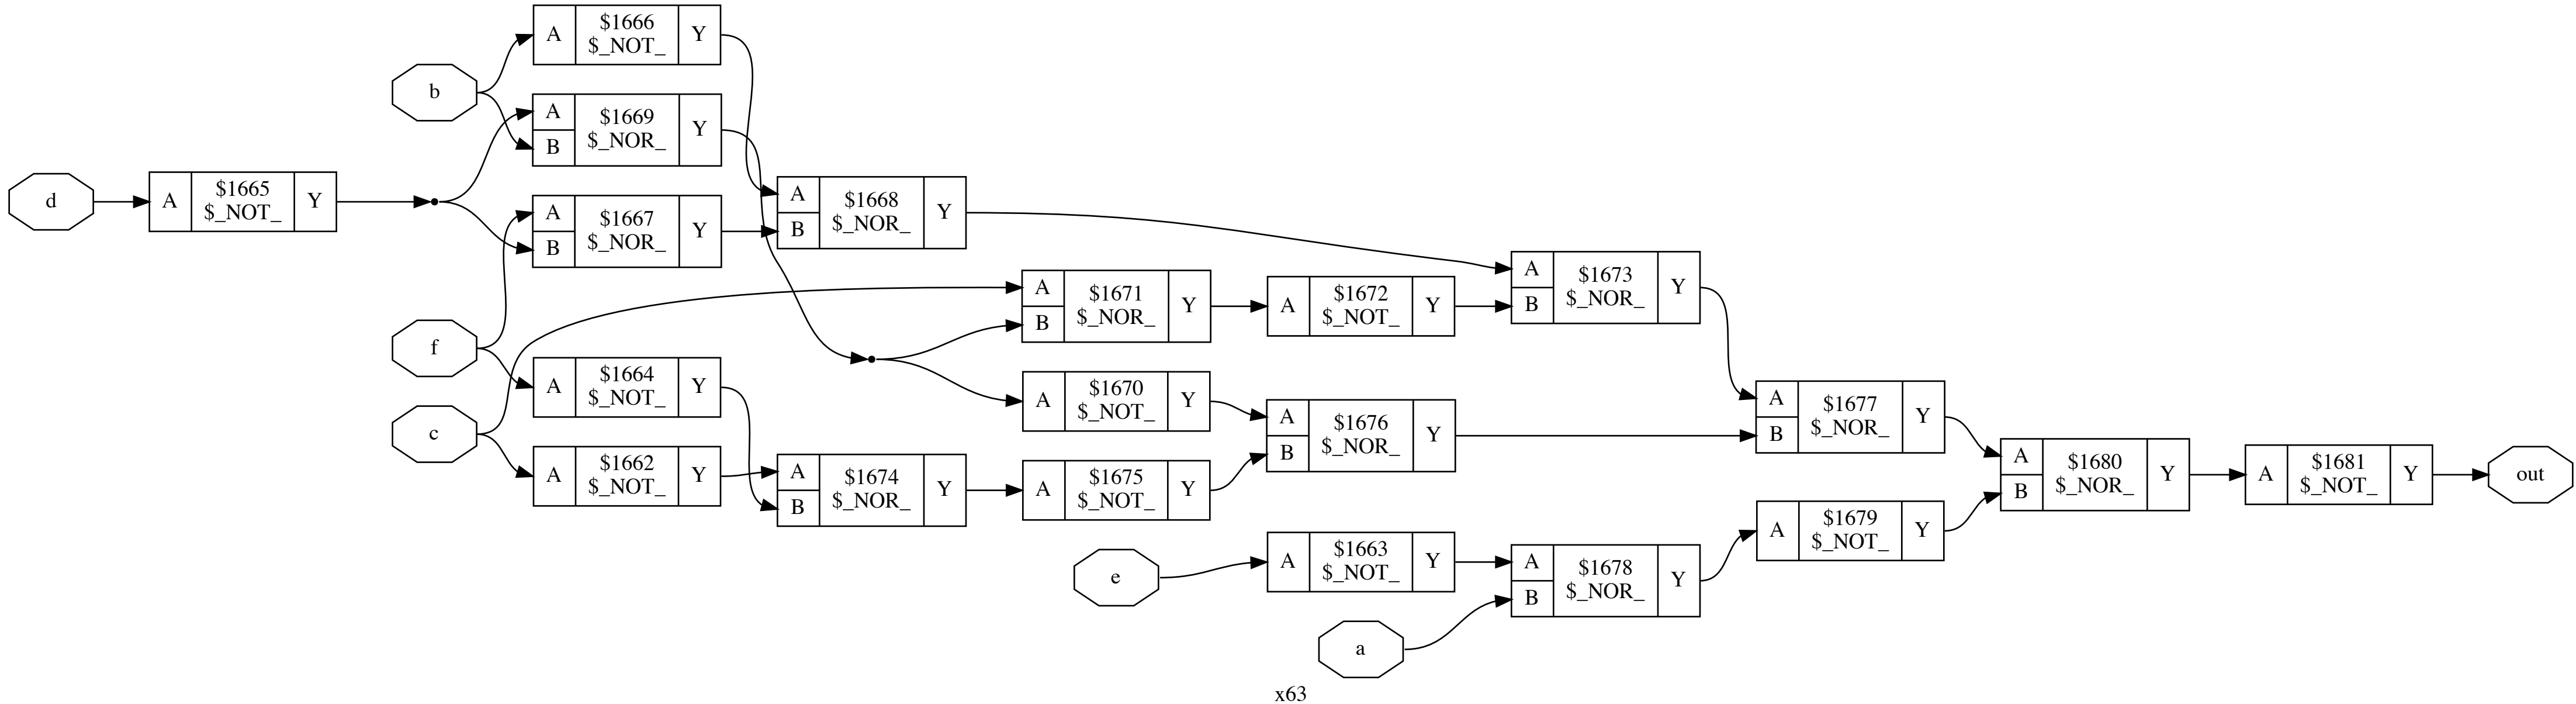 d
A
$1665
$_NOT_
Y
b
f
c
A
$1666
$_NOT_
Y
A
B
$1669
$_NOR_
Y
A
B
$1667
$_NOR_
Y
A
$1664
$_NOT_
Y
A
$1662
$_NOT_
Y
A
B
$1668
$_NOR_
Y
A
B
$1674
$_NOR_
Y
A
B
$1671
$_NOR_
Y
A
$1670
$_NOT_
Y
A
$1675
$_NOT_
Y
e
A
$1672
$_NOT_
Y
A
B
$1676
$_NOR_
Y
A
$1663
$_NOT_
Y
a
A
B
$1673
$_NOR_
Y
A
B
$1678
$_NOR_
Y
A
B
$1677
$_NOR_
Y
A
$1679
$_NOT_
Y
A
B
$1680
$_NOR_
Y
A
$1681
$_NOT_
Y
out
x63